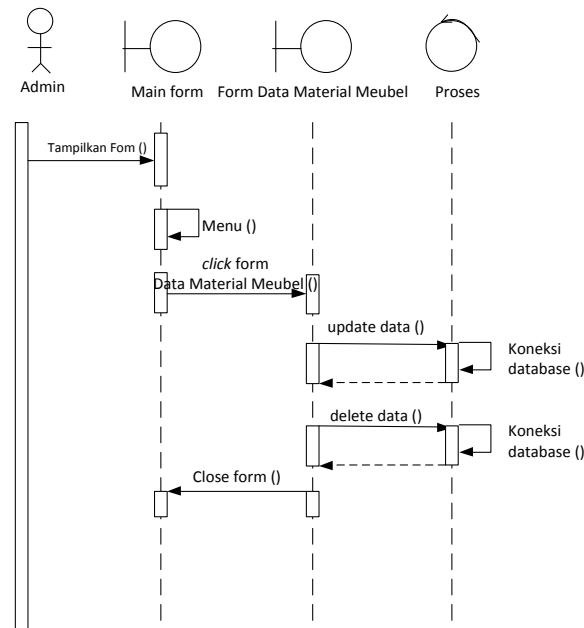 Admin
Main form
Form Data Material Meubel
Proses
Tampilkan Fom ()
Menu ()
click form
Data Material Meubel ()
update data ()
Koneksi
database ()
delete data ()
Koneksi
database ()
Close form ()